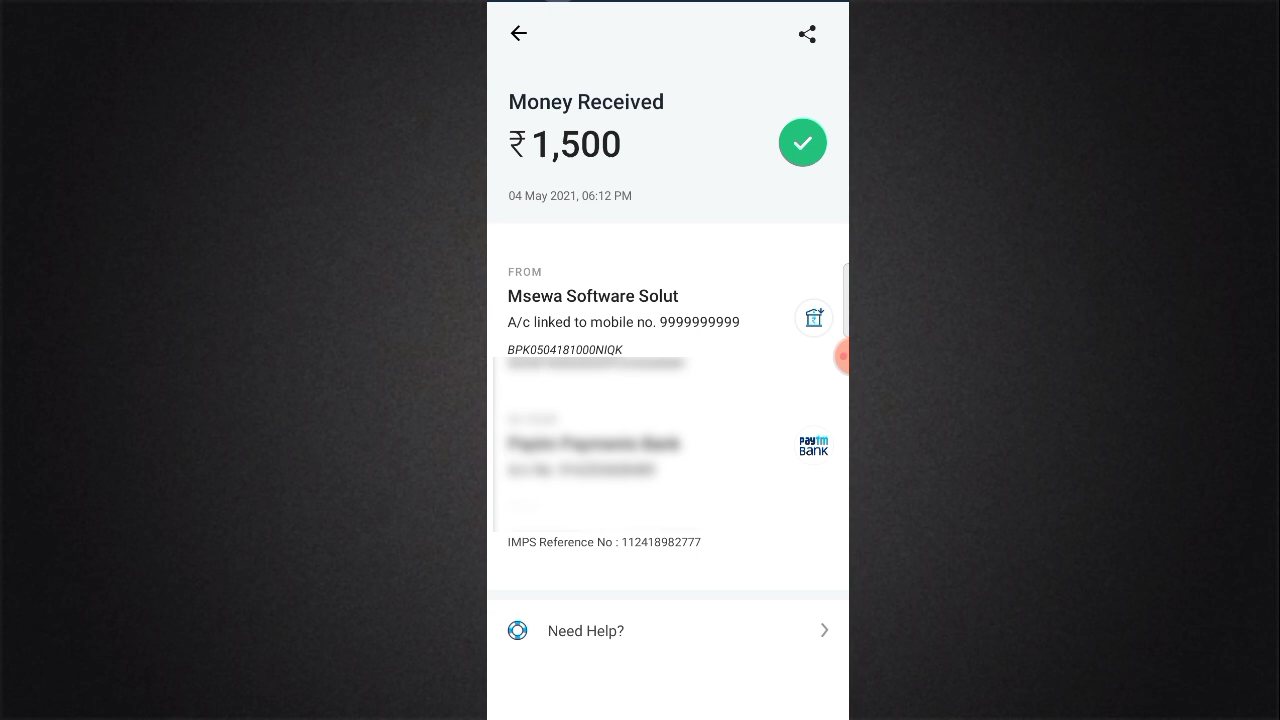 Money Received
₹ 1,500
04 May 2021, 06:12 PM
FROM
Msewa Software Solut
A/c linked to mobile no. 9999999999
BPK0504181000NIQK
paytm
BANK
IMPS Reference No : 112418982777
Need Help?